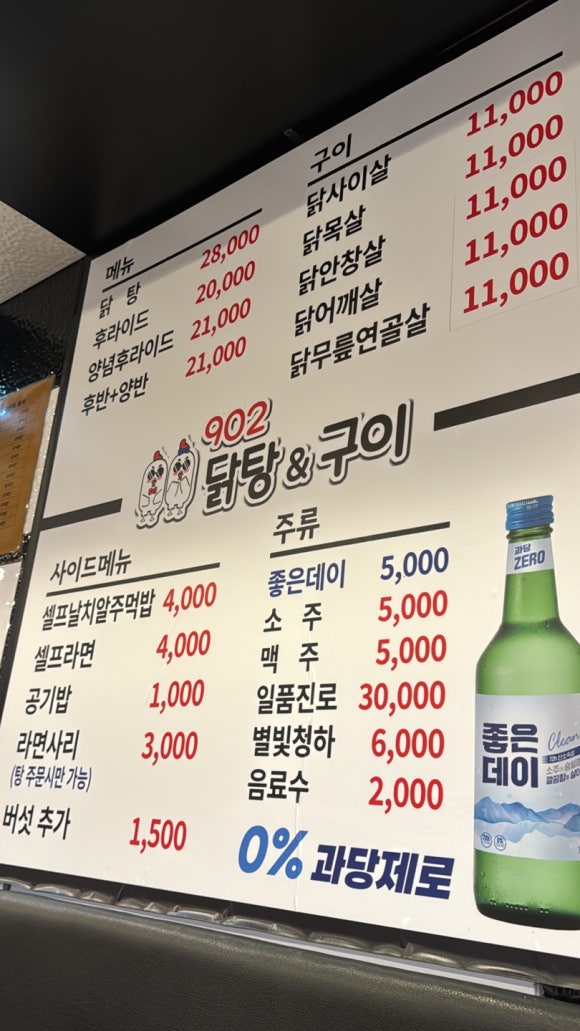 메뉴
닭 탕 28,000
후라이드 20,000
양념후라이드 21,000
후반+양반 21,000
구이
닭사이살 11,000
닭목살 11,000
닭안창살 11,000
닭어깨살 11,000
닭무릎연골살 11,000
902
닭탕&구이
사이드메뉴
셀프날치알주먹밥 4,000
셀프라면 4,000
공기밥 1,000
라면사리 3,000
(탕 주문시만 가능)
버섯 추가 1,500
주류
좋은데이 5,000
소 주 5,000
맥 주 5,000
일품진로 30,000
별빛청하 6,000
음료수 2,000
0% 과당제로
과당
ZERO
좋은
데이
Clean